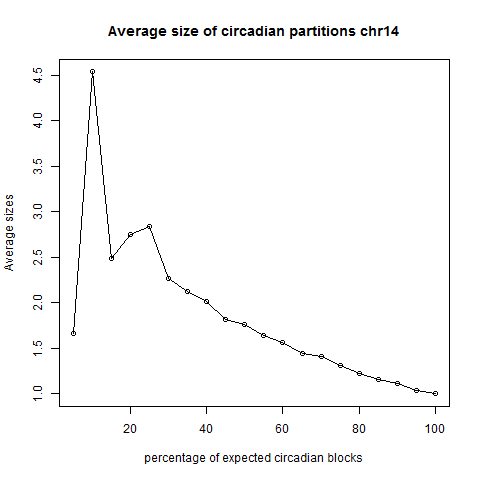 Average size of circadian partitions chr14
Average sizes
4.5
4.0
3.5
3.0
2.5
2.0
1.5
1.0
20 40 60 80 100
percentage of expected circadian blocks